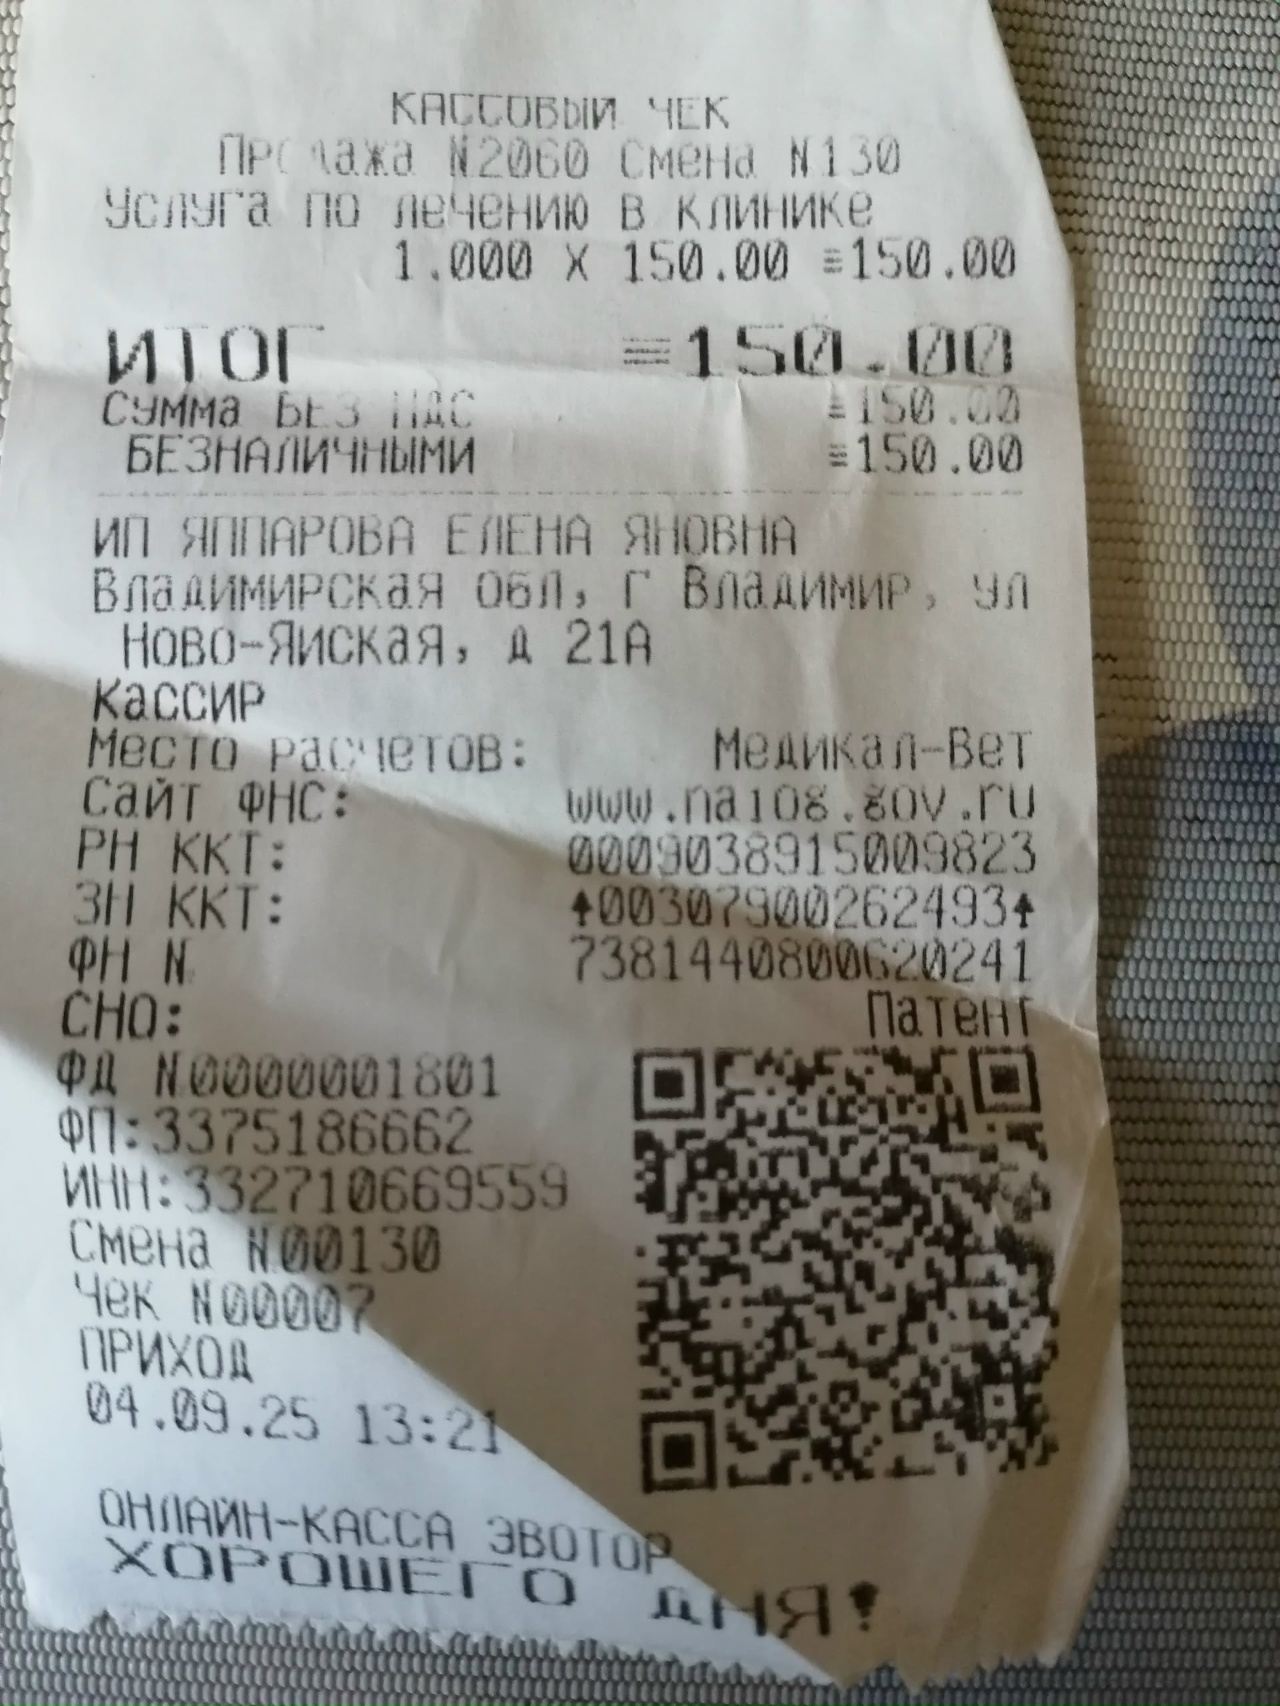 КАССОВЫЙ ЧЕК
Продажа N2060 Смена N130
Услуга по лечению в клинике
1.000 X 150.00 ≡150.00
ИТОГ ≡150.00
Сумма БЕЗ НДС ≡150.00
БЕЗНАЛИЧНЫМИ ≡150.00
ИП ЯППАРОВА ЕЛЕНА ЯНОВНА
Владимирская обл, г Владимир, ул
Ново-Ямская, д 21А
Кассир
Место расчетов: Медикал-Вет
Сайт ФНС: www.nalog.gov.ru
РН ККТ: 0009038915009823
ЗН ККТ: ↑00307900262493↑
ФН N 7381440800620241
СНО: Патент
ФД N0000001801
ФП:3375186662
ИНН:332710669559
Смена N00130
Чек N00007
ПРИХОД
04.09.25 13:21
ОНЛАЙН-КАССА ЭВОТОР
ХОРОШЕГО ДНЯ!